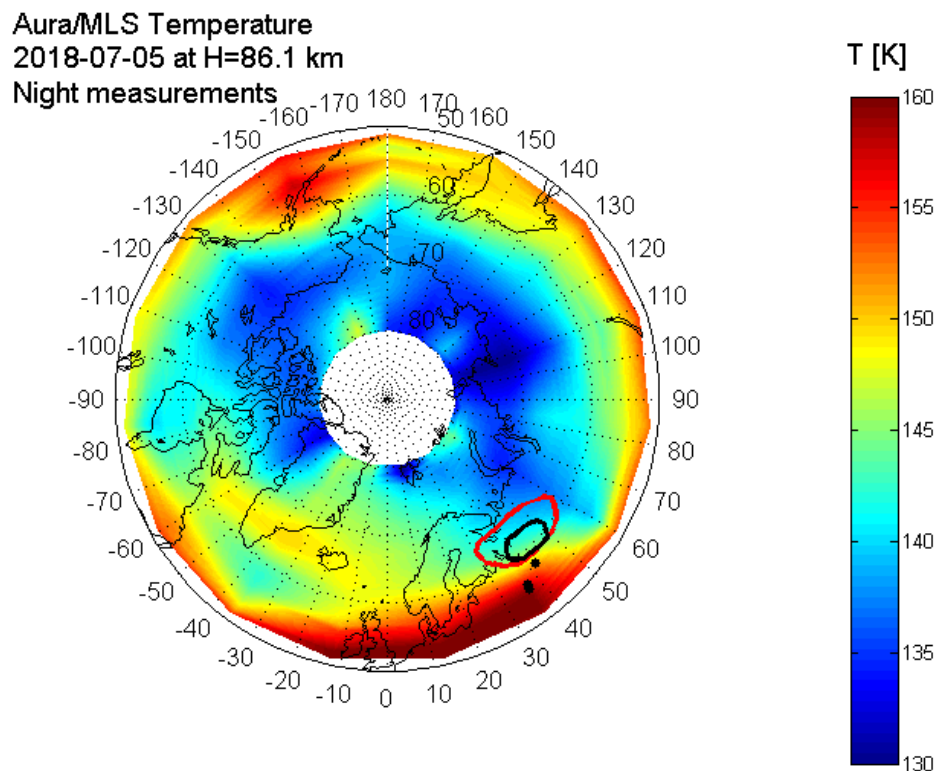 Aura/MLS Temperature
2018-07-05 at H=86.1 km
Night measurements
T [K]
-170 180 170
-160 50 160
-150 150
-140 140
-130 60 130
-120 120
70
-110 110
80
-100 100
-90 90
-80 80
-70 70
-60 60
-50 50
-40 40
-30 30
-20 20
-10 0 10
160
155
150
145
140
135
130